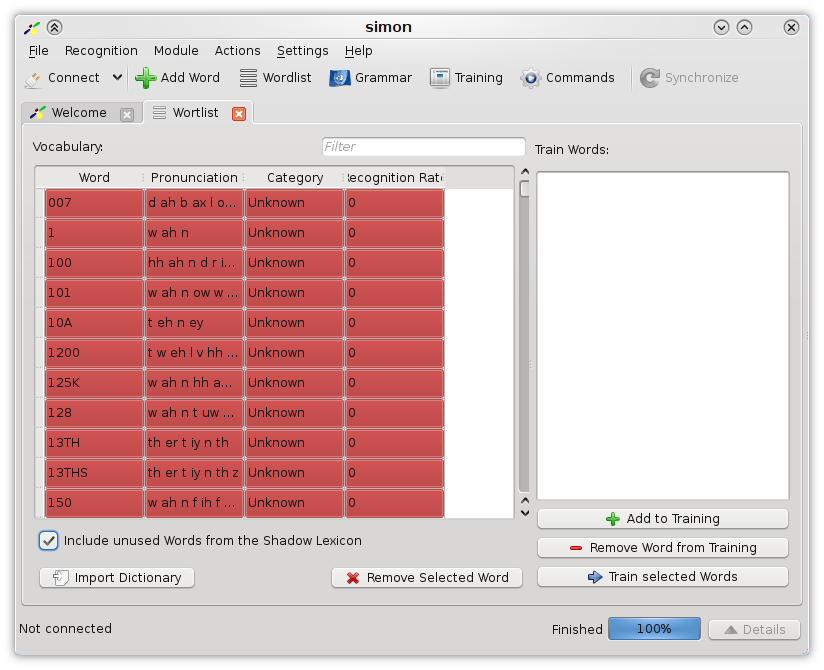 simon
File Recognition Module Actions Settings Help
Connect Add Word Wordlist Grammar Training Commands Synchronize
Welcome Wortlist
Vocabulary: Filter Train Words:
Word Pronunciation Category Recognition Rate
007 d ah b ax l o... Unknown 0
1 w ah n Unknown 0
100 hh ah n d r i... Unknown 0
101 w ah n ow w ... Unknown 0
10A t eh n ey Unknown 0
1200 t w eh l v hh ... Unknown 0
125K w ah n hh a... Unknown 0
128 w ah n t uw ... Unknown 0
13TH th er t iy n th Unknown 0
13THS th er t iy n th z Unknown 0
150 w ah n f ih f ... Unknown 0
Add to Training
Include unused Words from the Shadow Lexicon
Remove Word from Training
Import Dictionary Remove Selected Word Train selected Words
Not connected Finished 100% Details